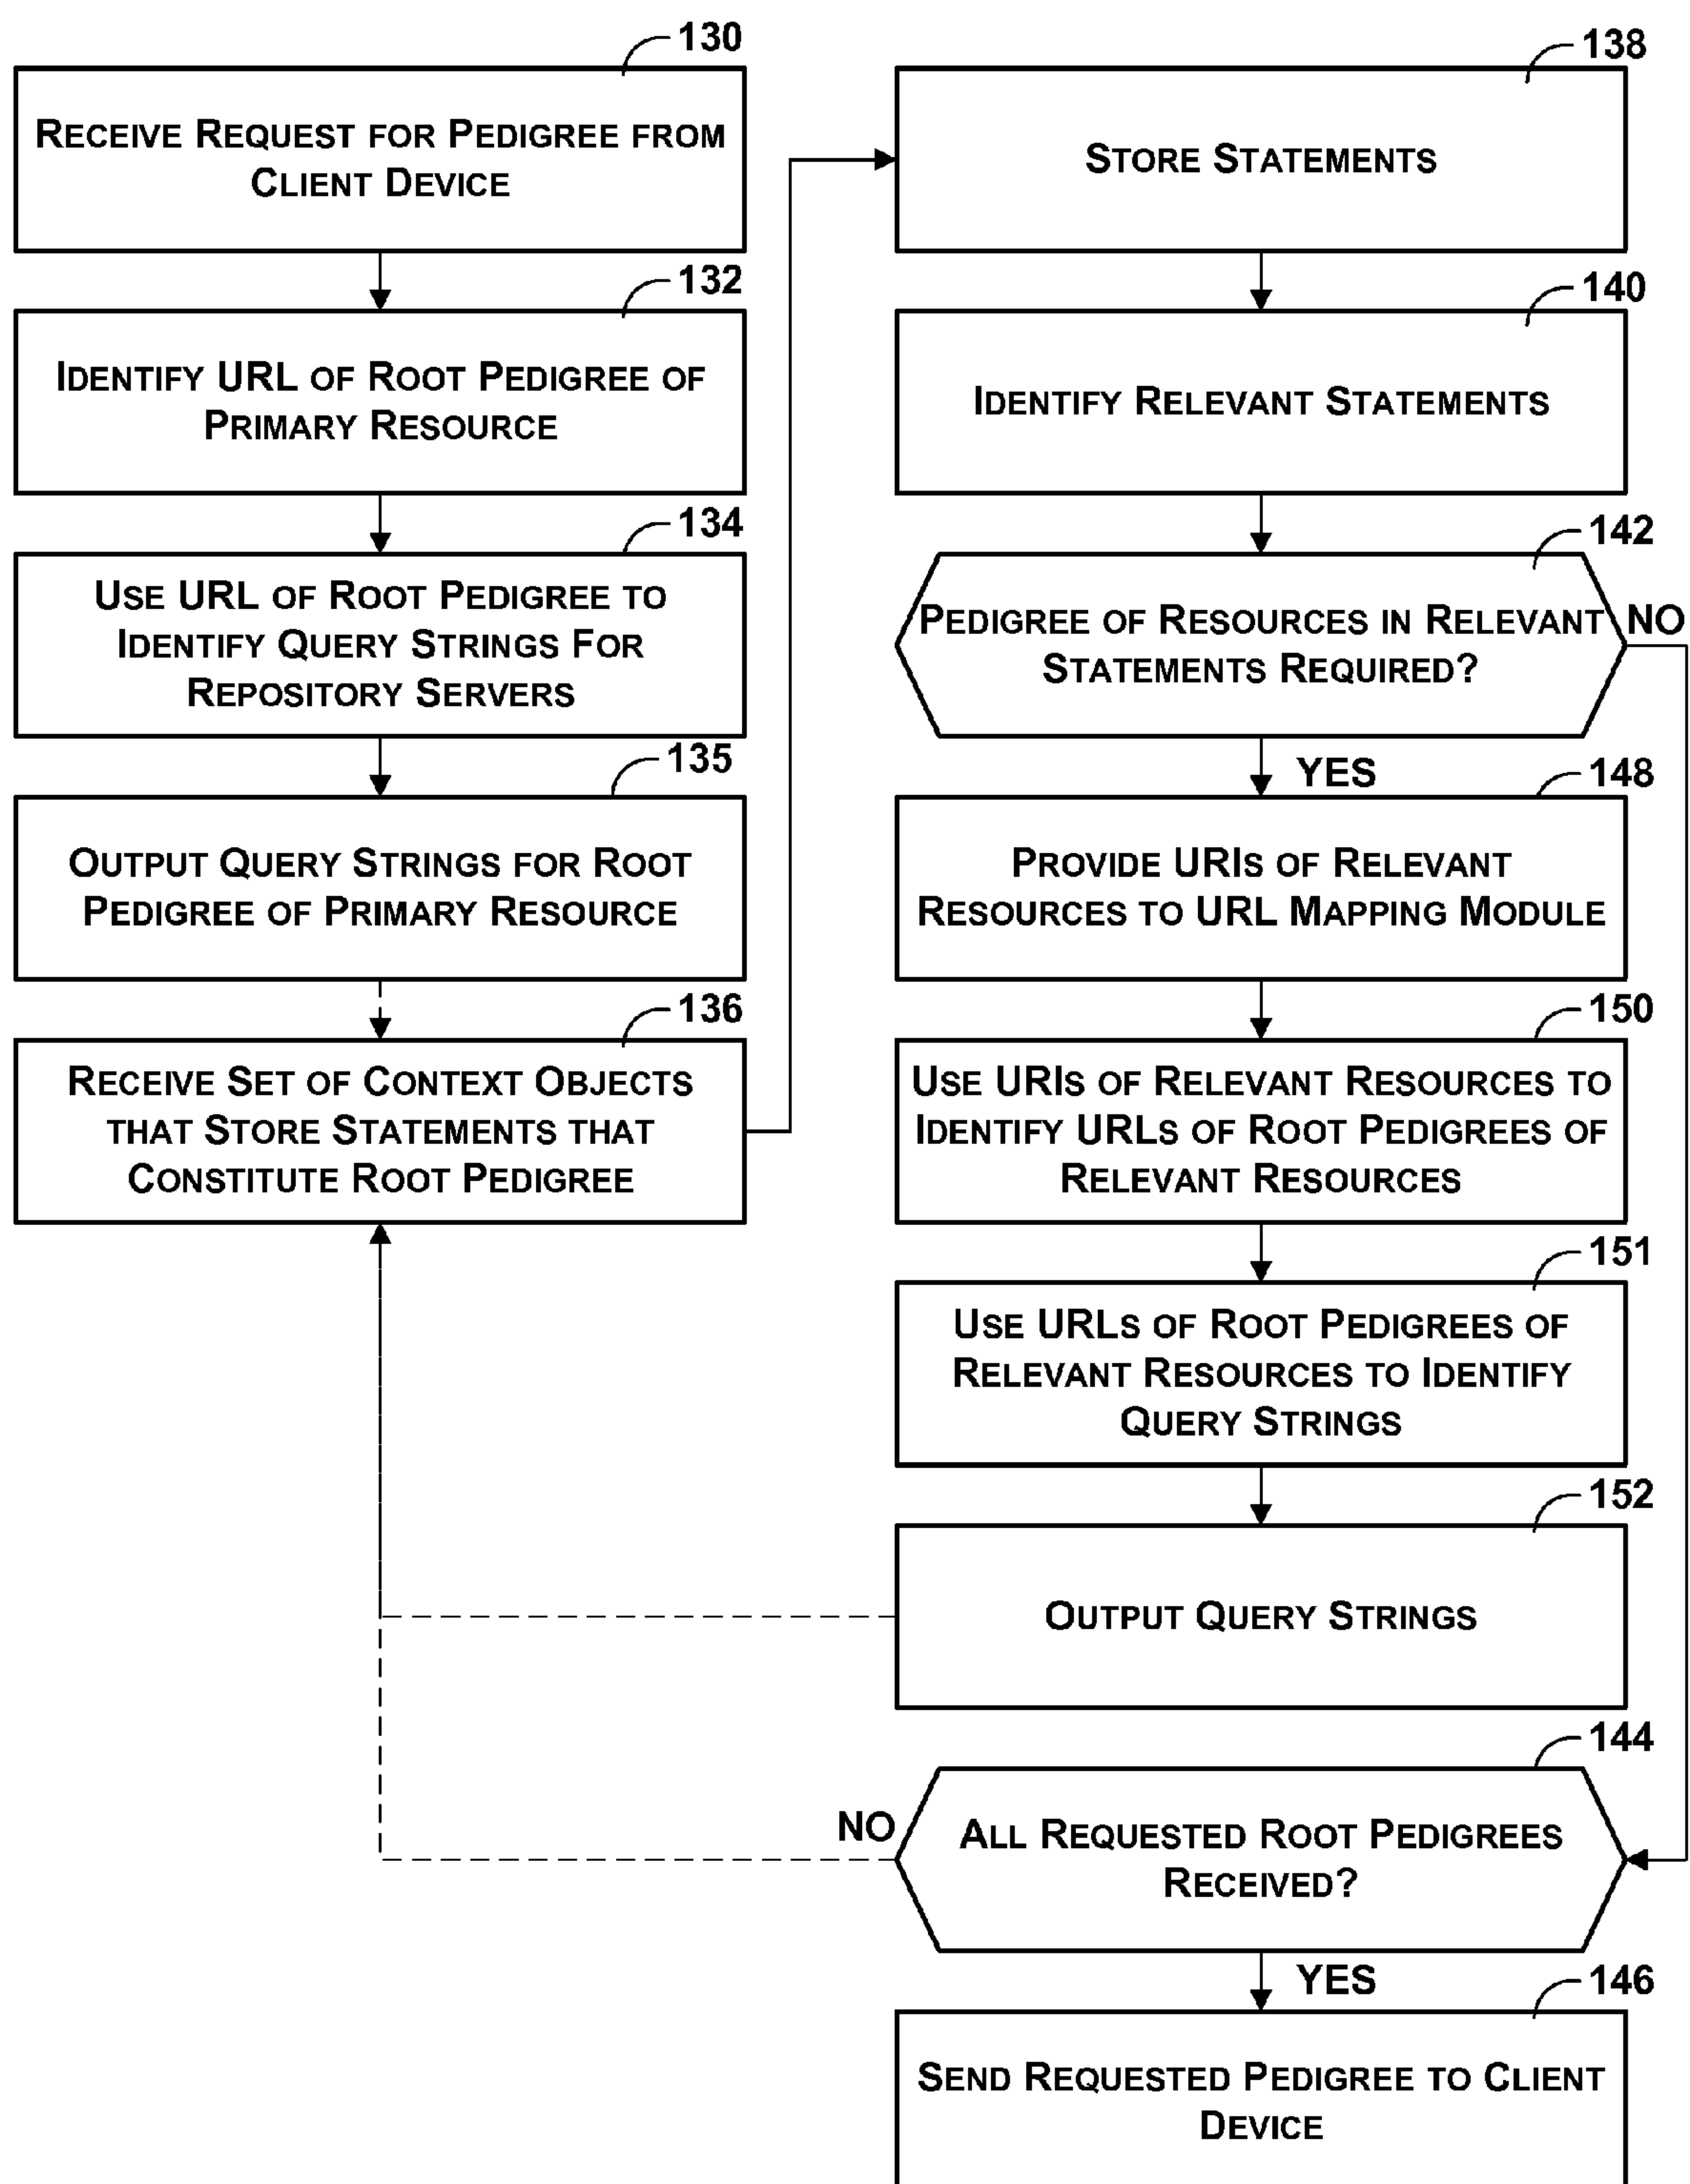 130
RECEIVE REQUEST FOR PEDIGREE FROM
CLIENT DEVICE
132
IDENTIFY URL OF ROOT PEDIGREE OF
PRIMARY RESOURCE
134
USE URL OF ROOT PEDIGREE TO
IDENTIFY QUERY STRINGS FOR
REPOSITORY SERVERS
135
OUTPUT QUERY STRINGS FOR ROOT
PEDIGREE OF PRIMARY RESOURCE
136
RECEIVE SET OF CONTEXT OBJECTS
THAT STORE STATEMENTS THAT
CONSTITUTE ROOT PEDIGREE
138
STORE STATEMENTS
140
IDENTIFY RELEVANT STATEMENTS
142
PEDIGREE OF RESOURCES IN RELEVANT
STATEMENTS REQUIRED?
NO
YES
148
PROVIDE URIS OF RELEVANT
RESOURCES TO URL MAPPING MODULE
150
USE URIS OF RELEVANT RESOURCES TO
IDENTIFY URLS OF ROOT PEDIGREES OF
RELEVANT RESOURCES
151
USE URLS OF ROOT PEDIGREES OF
RELEVANT RESOURCES TO IDENTIFY
QUERY STRINGS
152
OUTPUT QUERY STRINGS
144
NO
ALL REQUESTED ROOT PEDIGREES
RECEIVED?
YES
146
SEND REQUESTED PEDIGREE TO CLIENT
DEVICE